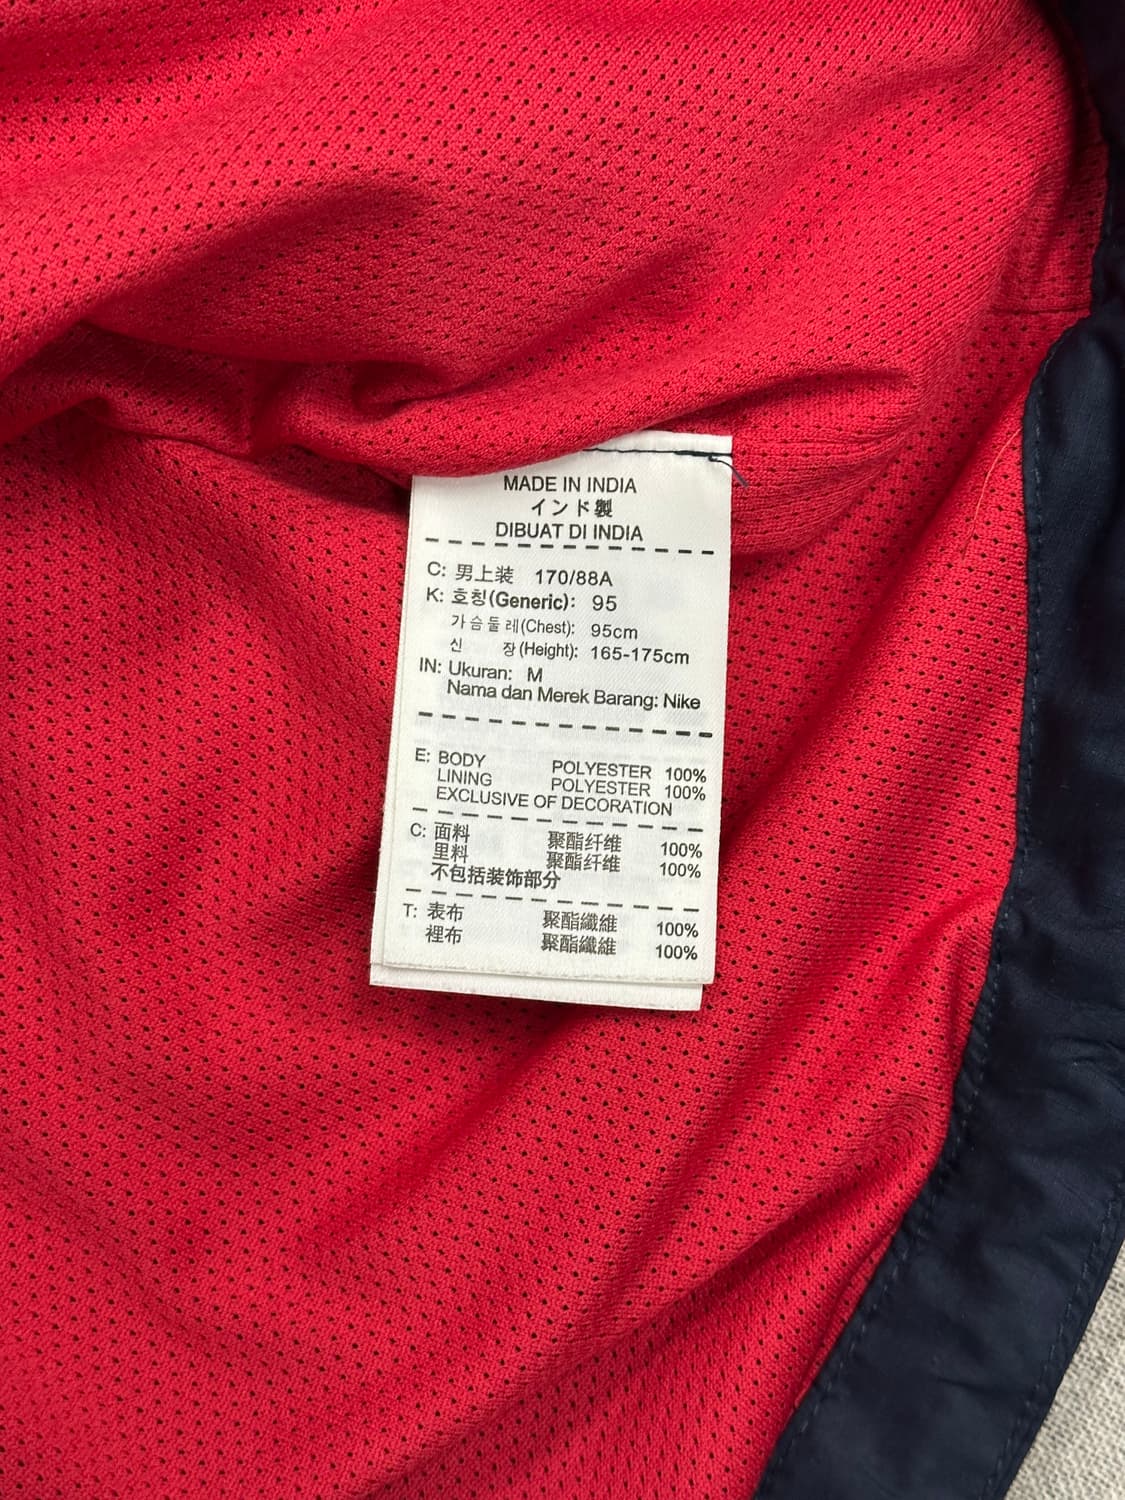 MADE IN INDIA
インド製
DIBUAT DI INDIA
C: 男上装 170/88A
K: 호칭(Generic): 95
가슴둘레(Chest): 95cm
신 장(Height): 165-175cm
IN: Ukuran: M
Nama dan Merek Barang: Nike
E: BODY POLYESTER 100%
LINING POLYESTER 100%
EXCLUSIVE OF DECORATION
C: 面料 聚酯纤维 100%
里料 聚酯纤维 100%
不包括装饰部分
T: 表布 聚酯纖維 100%
裡布 聚酯纖維 100%